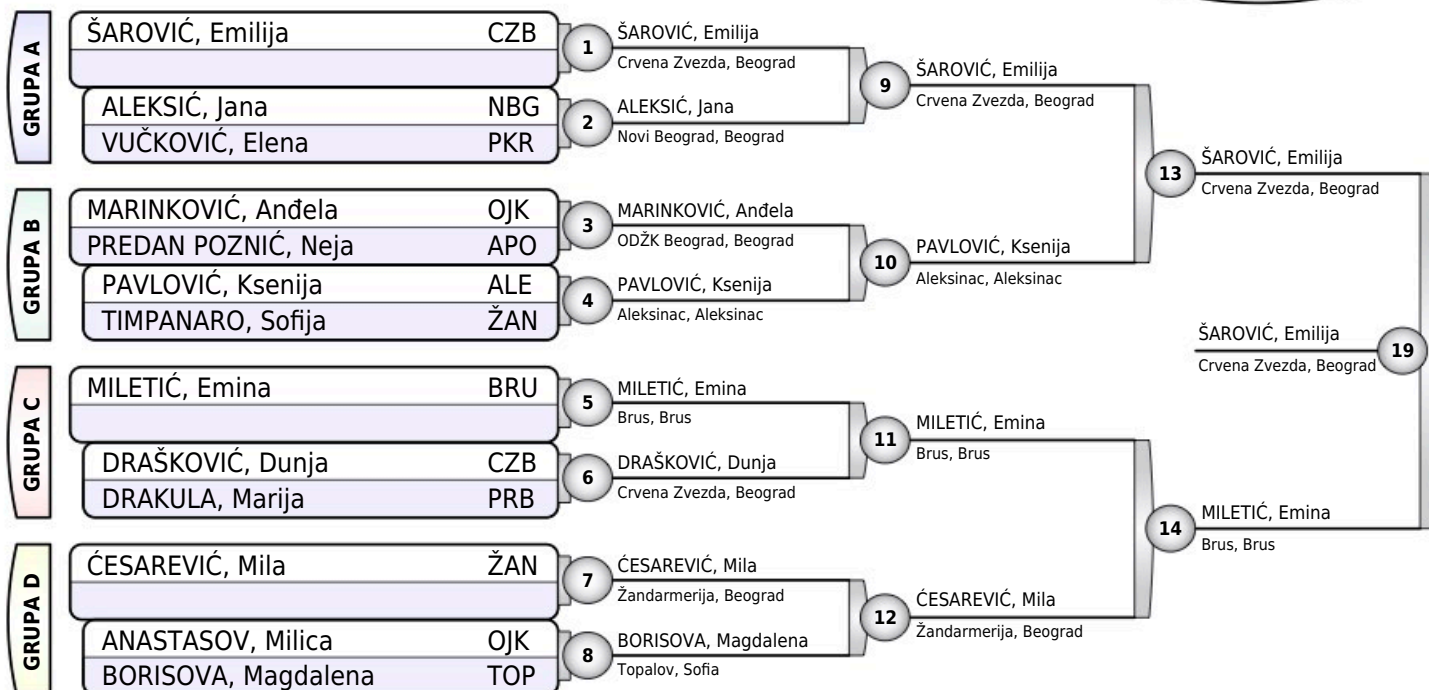 GRUPA A
ŠAROVIĆ, Emilija CZB
ALEKSIĆ, Jana NBG
VUČKOVIĆ, Elena PKR
GRUPA B
MARINKOVIĆ, Anđela OJK
PREDAN POZNIĆ, Neja APO
PAVLOVIĆ, Ksenija ALE
TIMPANARO, Sofija ŽAN
GRUPA C
MILETIĆ, Emina BRU
DRAŠKOVIĆ, Dunja CZB
DRAKULA, Marija PRB
GRUPA D
ĆESAREVIĆ, Mila ŽAN
ANASTASOV, Milica OJK
BORISOVA, Magdalena TOP
1
ŠAROVIĆ, Emilija
Crvena Zvezda, Beograd
2
ALEKSIĆ, Jana
Novi Beograd, Beograd
3
MARINKOVIĆ, Anđela
ODŽK Beograd, Beograd
4
PAVLOVIĆ, Ksenija
Aleksinac, Aleksinac
5
MILETIĆ, Emina
Brus, Brus
6
DRAŠKOVIĆ, Dunja
Crvena Zvezda, Beograd
7
ĆESAREVIĆ, Mila
Žandarmerija, Beograd
8
BORISOVA, Magdalena
Topalov, Sofia
9
ŠAROVIĆ, Emilija
Crvena Zvezda, Beograd
10
PAVLOVIĆ, Ksenija
Aleksinac, Aleksinac
11
MILETIĆ, Emina
Brus, Brus
12
ĆESAREVIĆ, Mila
Žandarmerija, Beograd
13
ŠAROVIĆ, Emilija
Crvena Zvezda, Beograd
14
MILETIĆ, Emina
Brus, Brus
ŠAROVIĆ, Emilija
Crvena Zvezda, Beograd
19